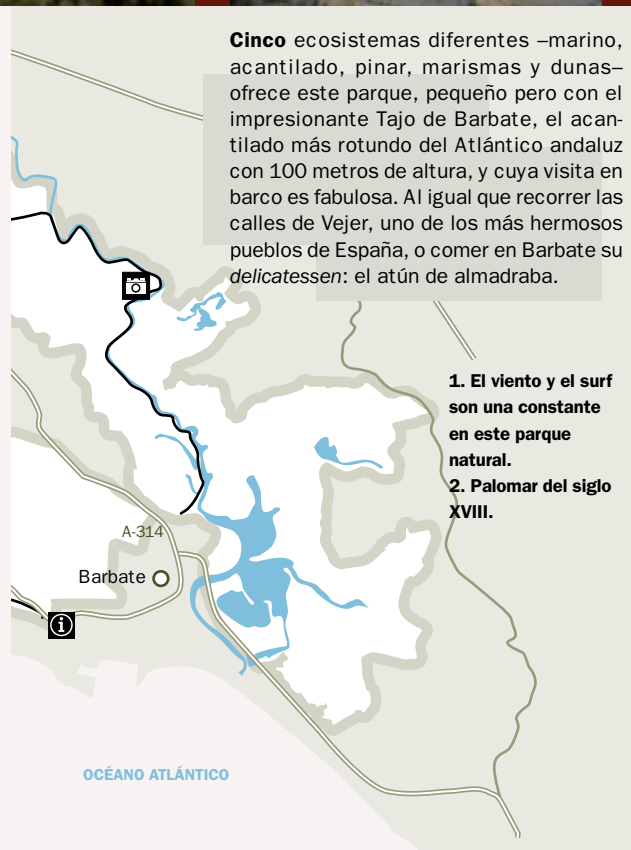 Cinco ecosistemas diferentes –marino,
acantilado, pinar, marismas y dunas–
ofrece este parque, pequeño pero con el
impresionante Tajo de Barbate, el acan-
tilado más rotundo del Atlántico andaluz
con 100 metros de altura, y cuya visita en
barco es fabulosa. Al igual que recorrer las
calles de Vejer, uno de los más hermosos
pueblos de España, o comer en Barbate su
delicatessen: el atún de almadraba.
1. El viento y el surf
son una constante
en este parque
natural.
2. Palomar del siglo
XVIII.
A-314
Barbate
i
OCÉANO ATLÁNTICO